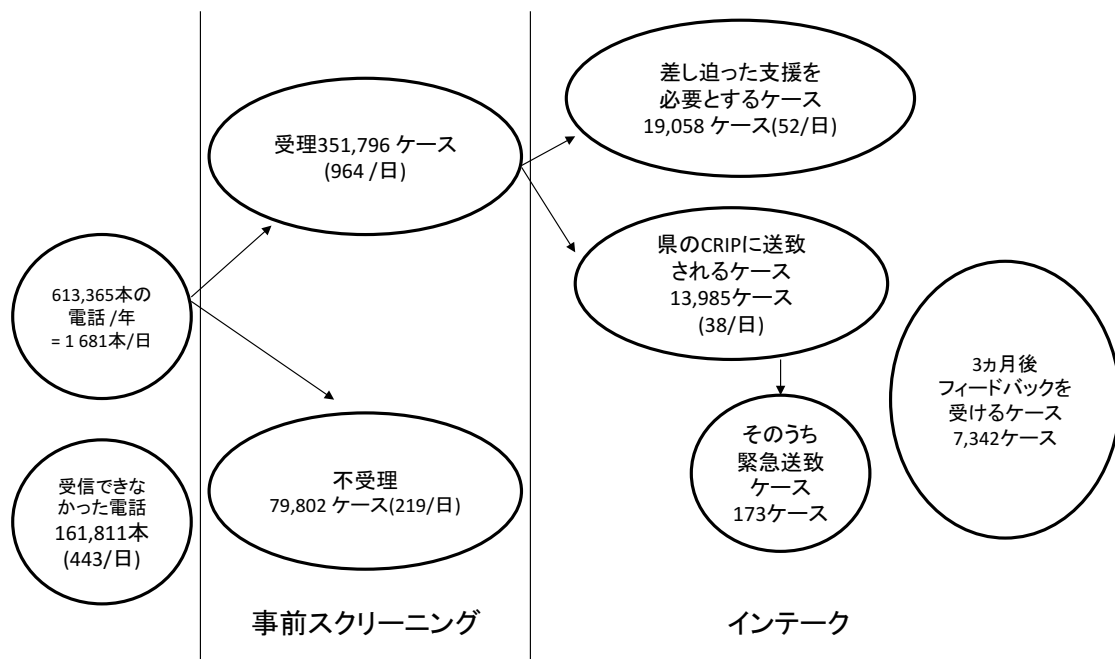 613,365本の
電話 /年
= 1 681本/日
受信できな
かった電話
161,811本
(443/日)
受理351,796 ケース
(964 /日)
不受理
79,802 ケース(219/日)
事前スクリーニング
差し迫った支援を
必要とするケース
19,058 ケース(52/日)
県のCRIPに送致
されるケース
13,985ケース
(38/日)
そのうち
緊急送致
ケース
173ケース
3ヵ月後
フィードバックを
受けるケース
7,342ケース
インテーク